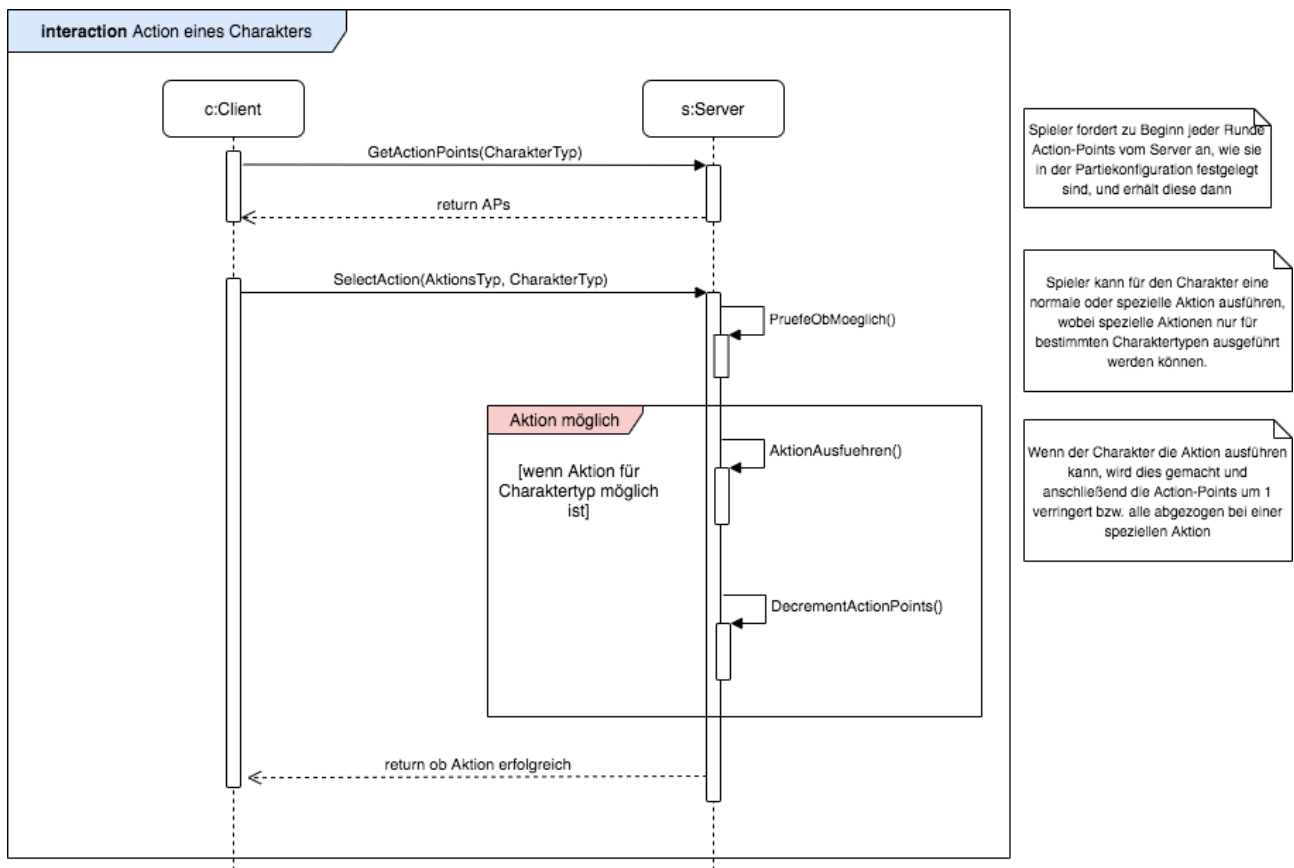 interaction Action eines Charakters
c:Client
s:Server
GetActionPoints(CharakterTyp)
return APs
Spieler fordert zu Beginn jeder Runde
Action-Points vom Server an, wie sie
in der Partiekonfiguration festgelegt
sind, und erhält diese dann
SelectAction(AktionsTyp, CharakterTyp)
PruefeObMoeglich()
Spieler kann für den Charakter eine
normale oder spezielle Aktion ausführen,
wobei spezielle Aktionen nur für
bestimmten Charaktertypen ausgeführt
werden können.
Aktion möglich
[wenn Aktion für
Charaktertyp möglich
ist]
AktionAusfuehren()
Wenn der Charakter die Aktion ausführen
kann, wird dies gemacht und
anschließend die Action-Points um 1
verringert bzw. alle abgezogen bei einer
speziellen Aktion
DecrementActionPoints()
return ob Aktion erfolgreich